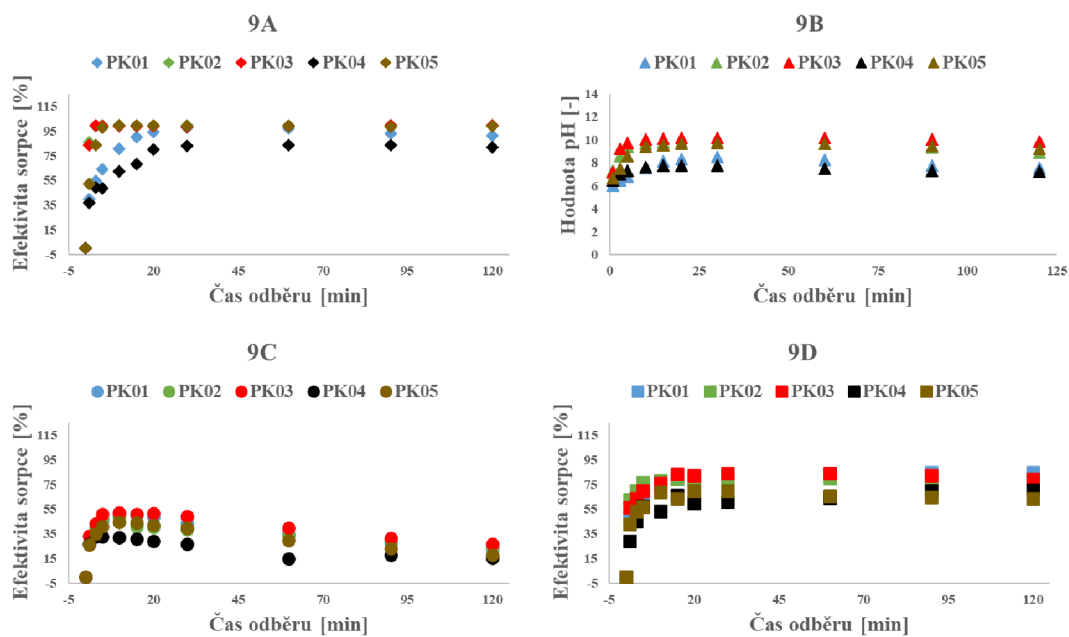 9A
PK01 PK02 PK03 PK04 PK05
Efektivita sorpce [%]
115
95
75
55
35
15
-5
-5 20 45 70 95 120
Čas odběru [min]
9B
PK01 PK02 PK03 PK04 PK05
Hodnota pH [-]
14
12
10
8
6
4
2
0
0 25 50 75 100 125
Čas odběru [min]
9C
PK01 PK02 PK03 PK04 PK05
Efektivita sorpce [%]
115
95
75
55
35
15
-5
-5 20 45 70 95 120
Čas odběru [min]
9D
PK01 PK02 PK03 PK04 PK05
Efektivita sorpce [%]
115
95
75
55
35
15
-5
-5 20 45 70 95 120
Čas odběru [min]